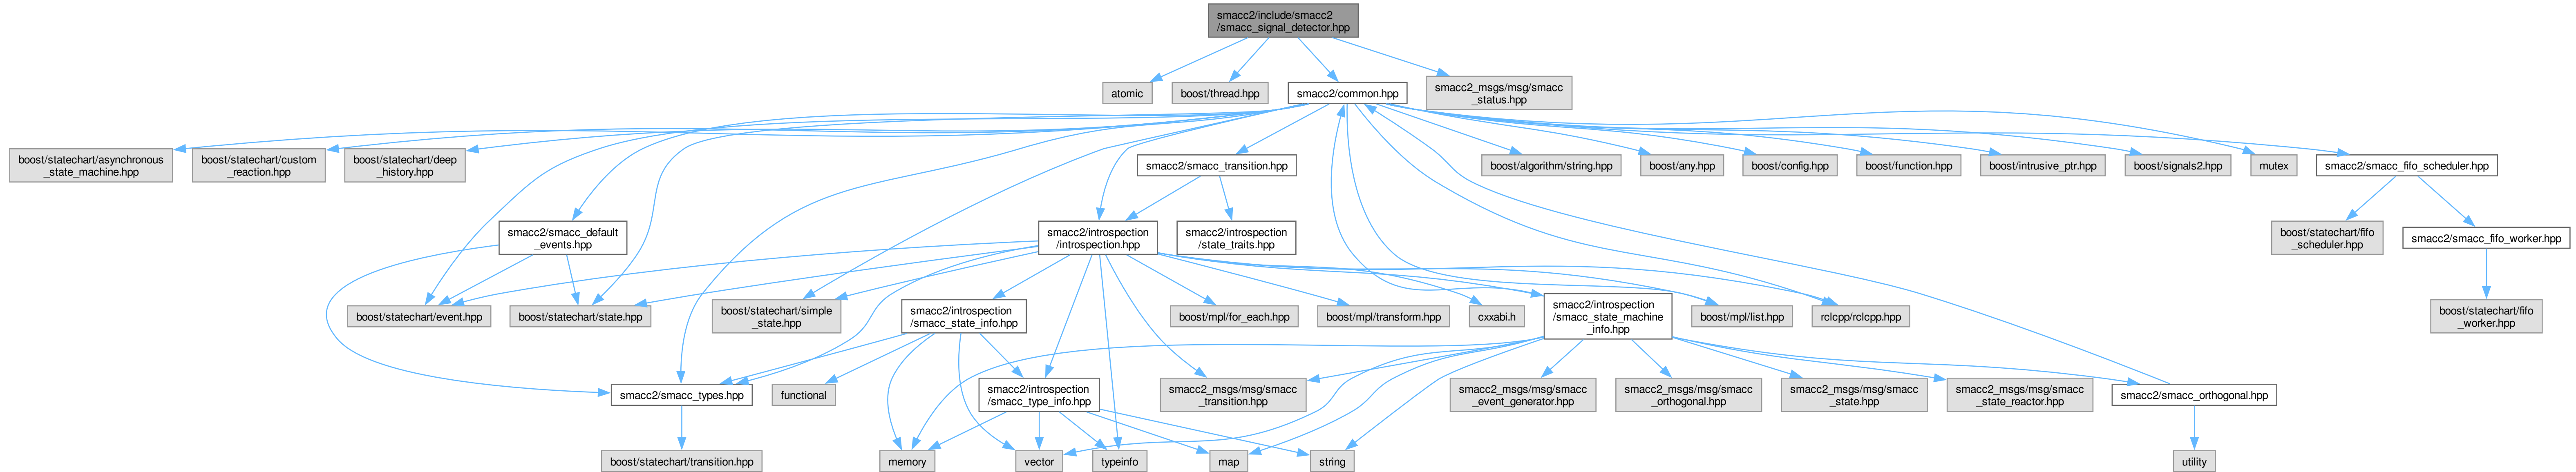 smacc2/include/smacc2
/smacc_signal_detector.hpp
atomic
boost/thread.hpp
smacc2/common.hpp
smacc2_msgs/msg/smacc
_status.hpp
boost/statechart/asynchronous
_state_machine.hpp
boost/statechart/custom
_reaction.hpp
boost/statechart/deep
_history.hpp
smacc2/smacc_transition.hpp
boost/algorithm/string.hpp
boost/any.hpp
boost/config.hpp
boost/function.hpp
boost/intrusive_ptr.hpp
boost/signals2.hpp
mutex
smacc2/smacc_fifo_scheduler.hpp
smacc2/smacc_default
_events.hpp
smacc2/introspection
/introspection.hpp
smacc2/introspection
/state_traits.hpp
boost/statechart/fifo
_scheduler.hpp
smacc2/smacc_fifo_worker.hpp
boost/statechart/event.hpp
boost/statechart/state.hpp
boost/statechart/simple
_state.hpp
smacc2/introspection
/smacc_state_info.hpp
boost/mpl/for_each.hpp
boost/mpl/transform.hpp
cxxabi.h
smacc2/introspection
/smacc_state_machine
_info.hpp
boost/mpl/list.hpp
rclcpp/rclcpp.hpp
boost/statechart/fifo
_worker.hpp
smacc2/smacc_types.hpp
functional
smacc2/introspection
/smacc_type_info.hpp
smacc2_msgs/msg/smacc
_transition.hpp
smacc2_msgs/msg/smacc
_event_generator.hpp
smacc2_msgs/msg/smacc
_orthogonal.hpp
smacc2_msgs/msg/smacc
_state.hpp
smacc2_msgs/msg/smacc
_state_reactor.hpp
smacc2/smacc_orthogonal.hpp
boost/statechart/transition.hpp
memory
vector
typeinfo
map
string
utility